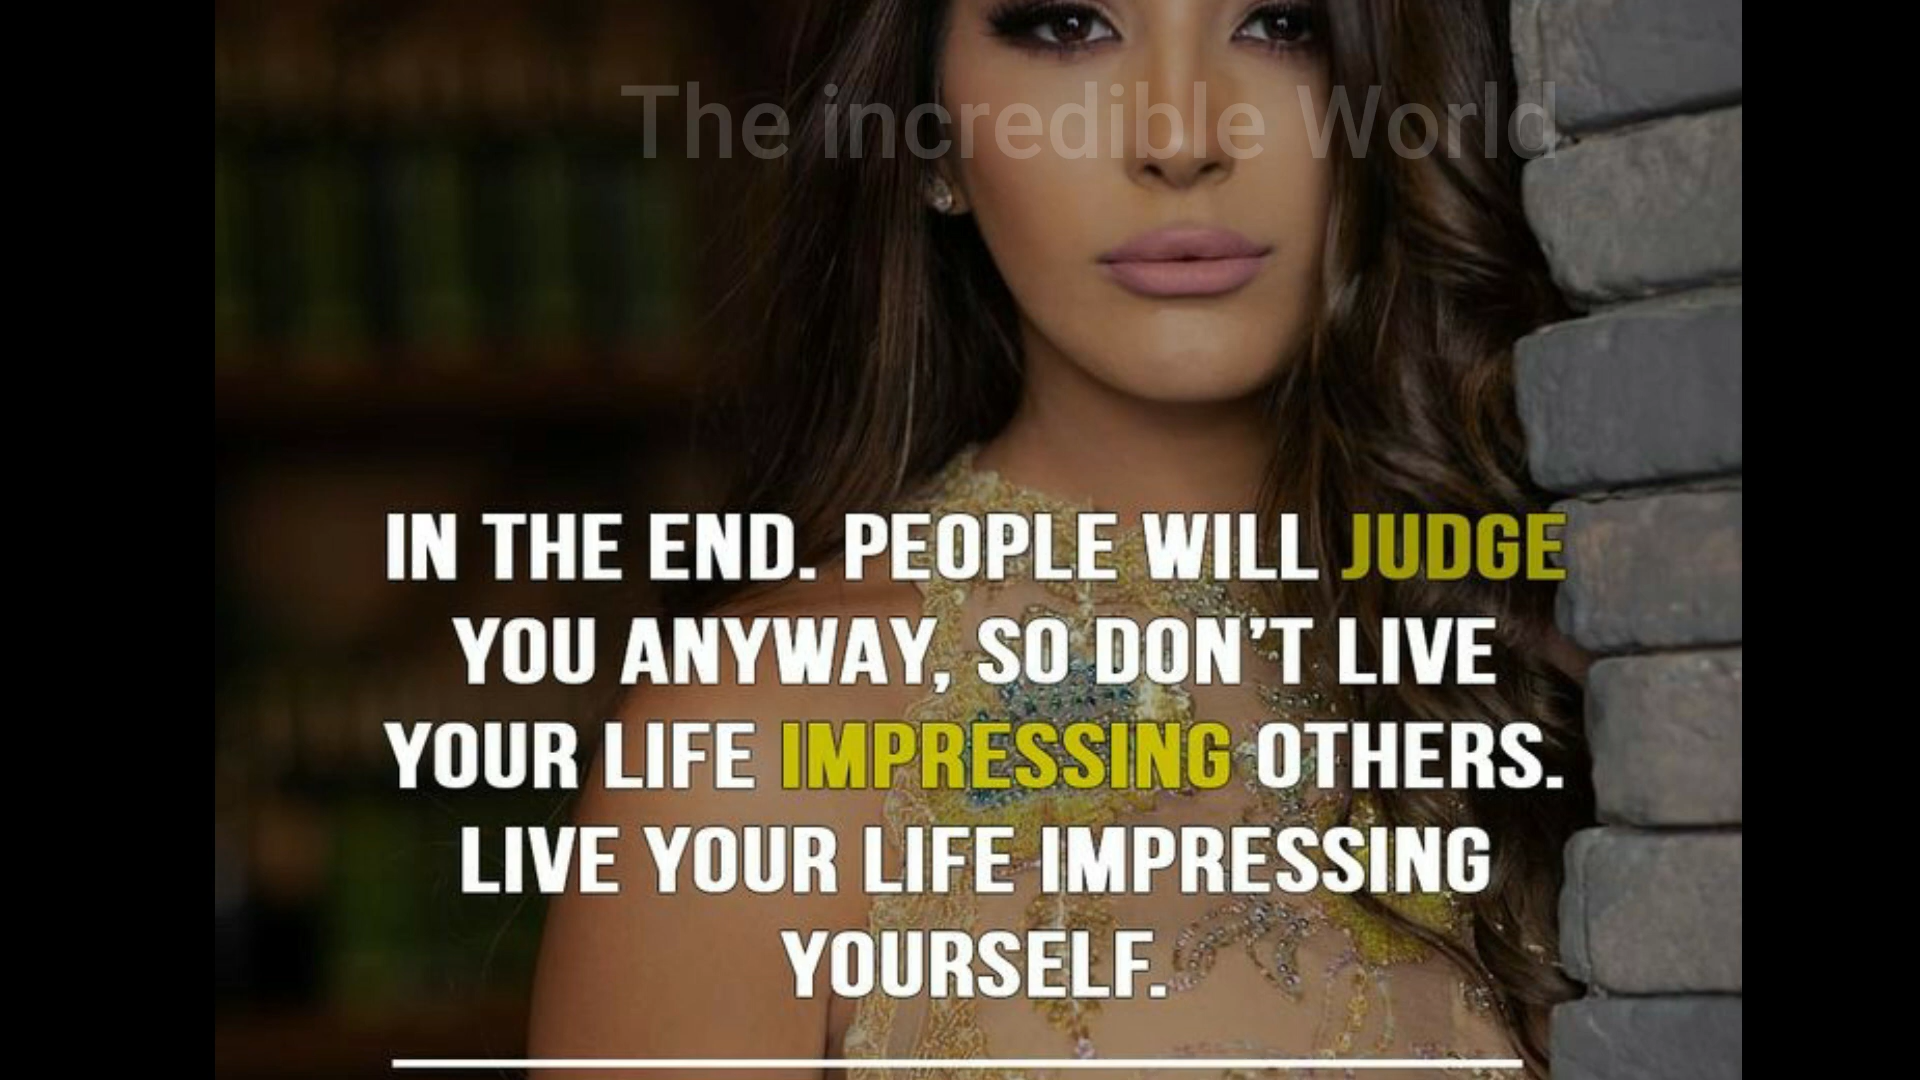 The incredible World
IN THE END. PEOPLE WILL JUDGE
YOU ANYWAY, SO DON'T LIVE
YOUR LIFE IMPRESSING OTHERS.
LIVE YOUR LIFE IMPRESSING
YOURSELF.